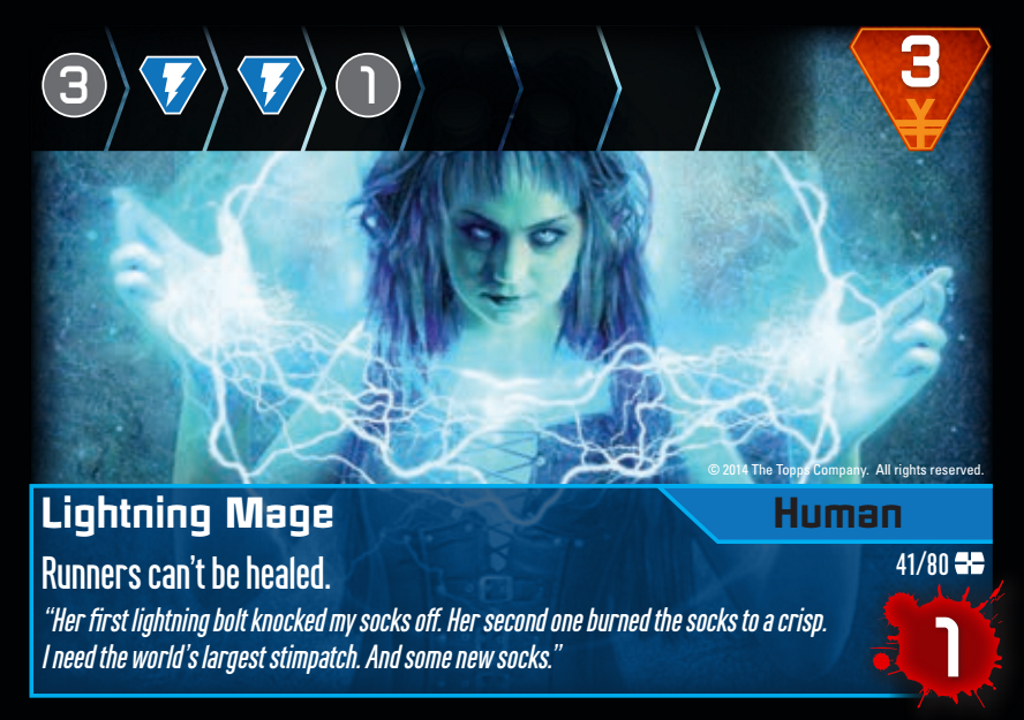 3 1
3
¥
© 2014 The Topps Company. All rights reserved.
Lightning Mage
Human
Runners can't be healed.
41/80
“Her first lightning bolt knocked my socks off. Her second one burned the socks to a crisp.
I need the world's largest stimpatch. And some new socks.”
1